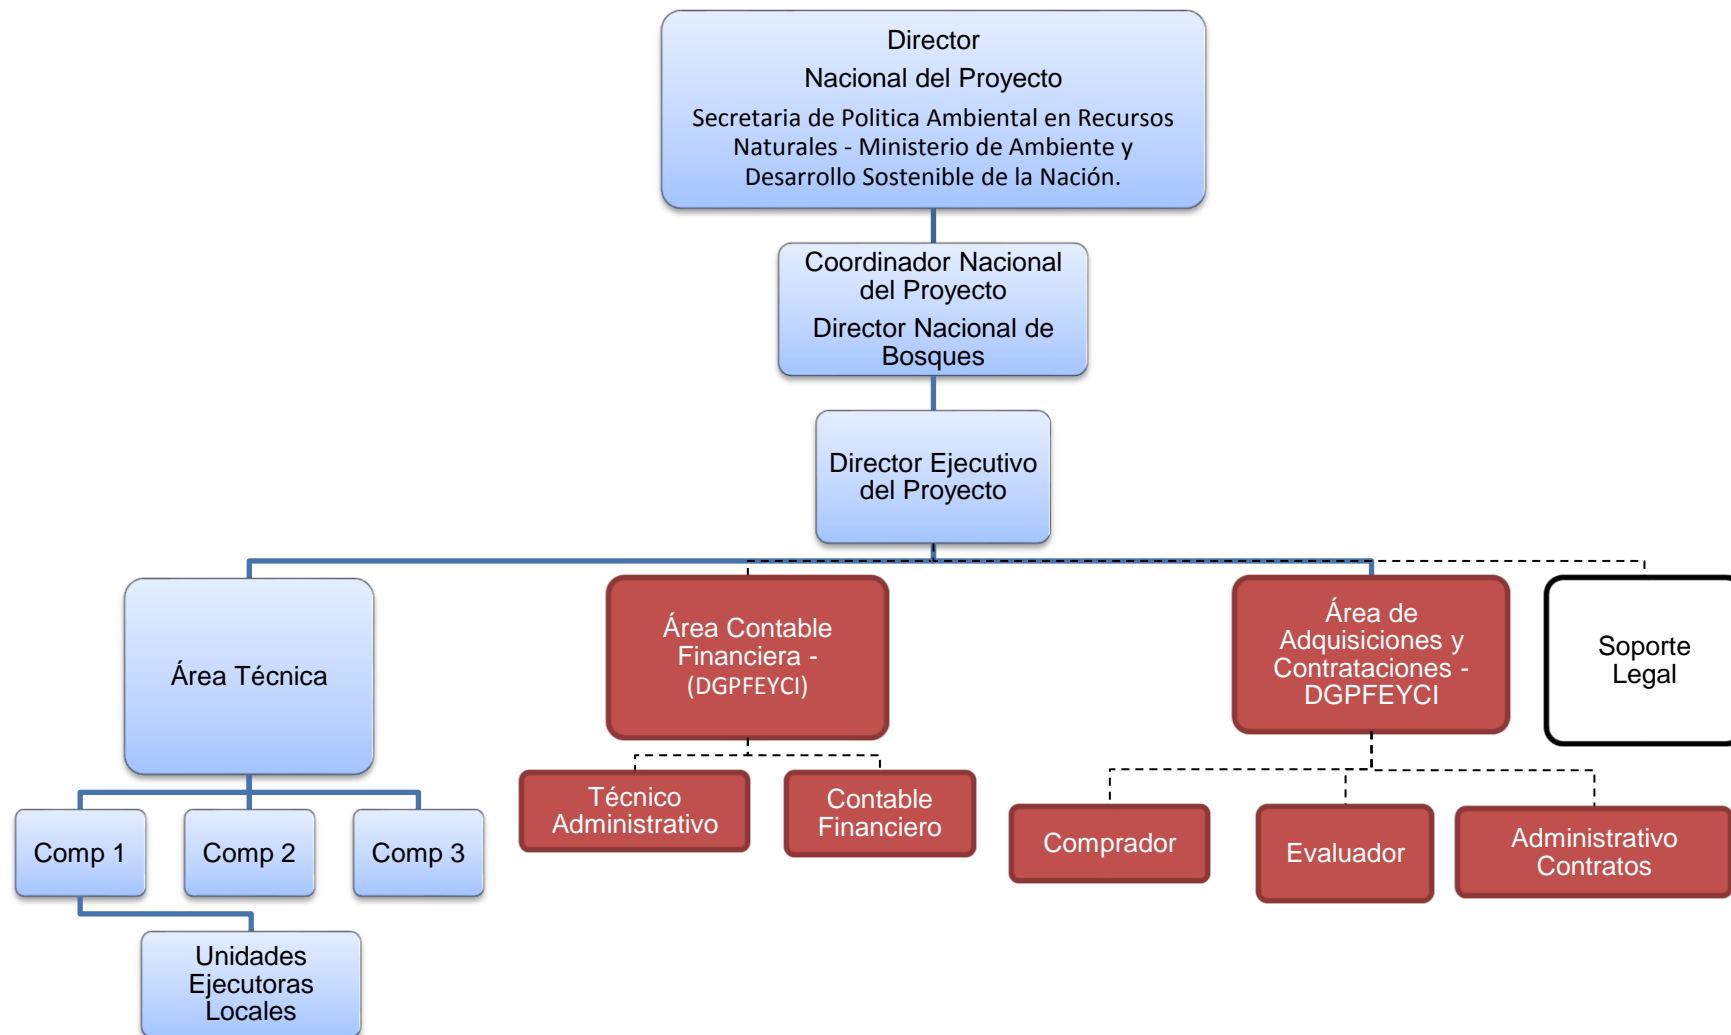 Director
Nacional del Proyecto
Secretaria de Politica Ambiental en Recursos
Naturales - Ministerio de Ambiente y
Desarrollo Sostenible de la Nación.
Coordinador Nacional
del Proyecto
Director Nacional de
Bosques
Director Ejecutivo
del Proyecto
Área Técnica
Área Contable
Financiera -
(DGPFEYCI)
Área de
Adquisiciones y
Contrataciones -
DGPFEYCI
Soporte
Legal
Comp 1
Comp 2
Comp 3
Técnico
Administrativo
Contable
Financiero
Comprador
Evaluador
Administrativo
Contratos
Unidades
Ejecutoras
Locales